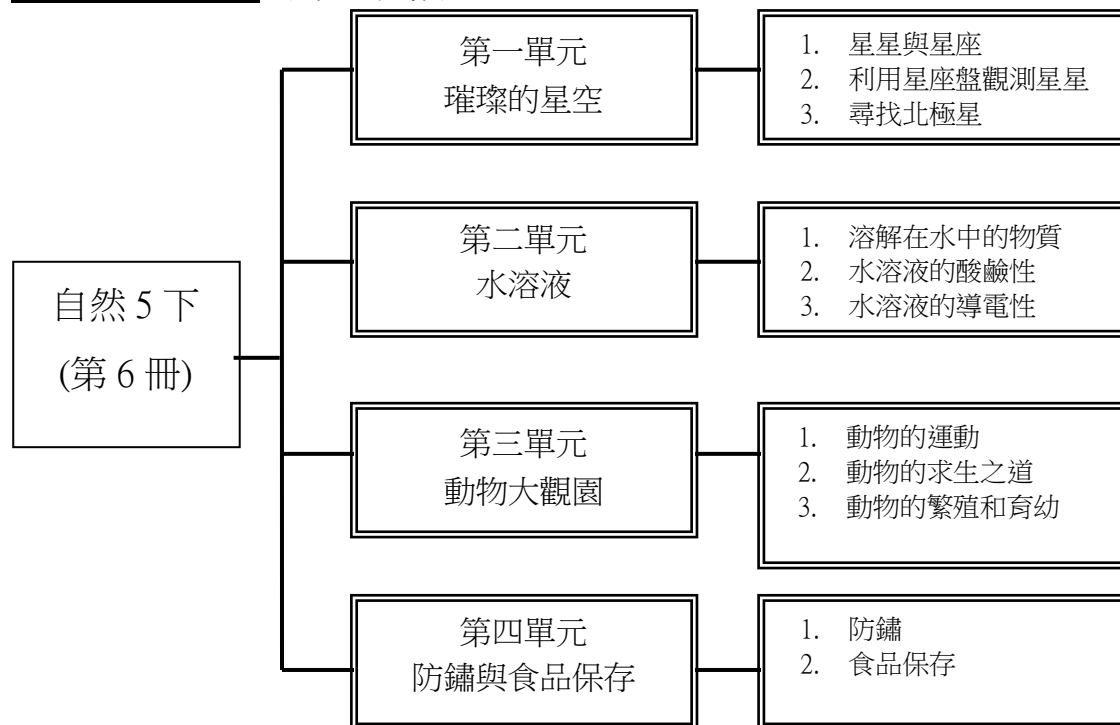 自然 5 下
(第 6 冊)
第一單元
璀璨的星空
1. 星星與星座
2. 利用星座盤觀測星星
3. 尋找北極星
第二單元
水溶液
1. 溶解在水中的物質
2. 水溶液的酸鹼性
3. 水溶液的導電性
第三單元
動物大觀園
1. 動物的運動
2. 動物的求生之道
3. 動物的繁殖和育幼
第四單元
防鏽與食品保存
1. 防鏽
2. 食品保存